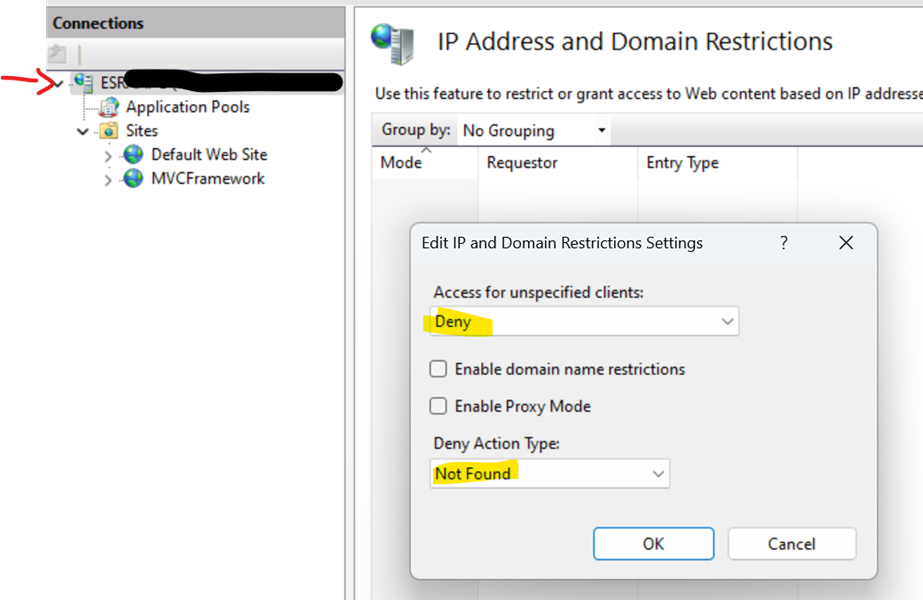 Connections
ESR
Application Pools
Sites
Default Web Site
MVCFramework
IP Address and Domain Restrictions
Use this feature to restrict or grant access to Web content based on IP addresse
Group by: No Grouping
Mode Requestor Entry Type
Edit IP and Domain Restrictions Settings ?
Access for unspecified clients:
Deny
Enable domain name restrictions
Enable Proxy Mode
Deny Action Type:
Not Found
OK Cancel